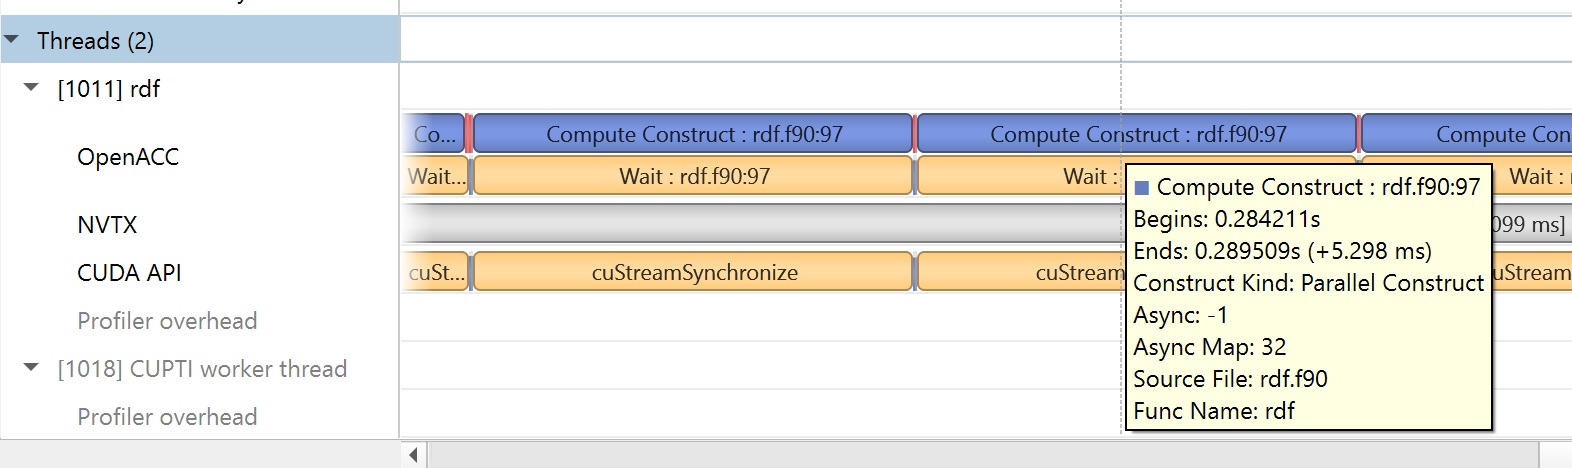 Threads (2)
[1011] rdf
OpenACC
Co...
Compute Construct : rdf.f90:97
Compute Construct : rdf.f90:97
Compute Con
Wait...
Wait : rdf.f90:97
Wait :
Wait :
NVTX
099 ms]
CUDA API
cuSt...
cuStreamSynchronize
cuStream
uStream
Profiler overhead
[1018] CUPTI worker thread
Profiler overhead
Compute Construct : rdf.f90:97
Begins: 0.284211s
Ends: 0.289509s (+5.298 ms)
Construct Kind: Parallel Construct
Async: -1
Async Map: 32
Source File: rdf.f90
Func Name: rdf